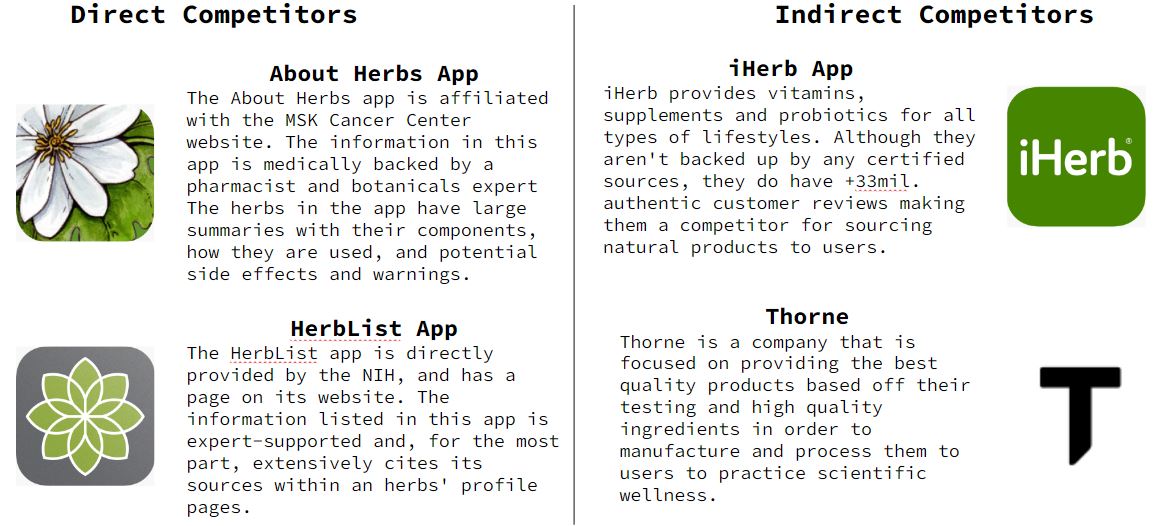 Direct Competitors
About Herbs App
The About Herbs app is affiliated
with the MSK Cancer Center
website. The information in this
app is medically backed by a
pharmacist and botanicals expert
The herbs in the app have large
summaries with their components,
how they are used, and potential
side effects and warnings.
HerbList App
The HerbList app is directly
provided by the NIH, and has a
page on its website. The
information listed in this app is
expert-supported and, for the most
part, extensively cites its
sources within an herbs' profile
pages.
Indirect Competitors
iHerb App
iHerb provides vitamins,
supplements and probiotics for all
types of lifestyles. Although they
aren't backed up by any certified
sources, they do have +33mil.
authentic customer reviews making
them a competitor for sourcing
natural products to users.
iHerb®
Thorne
Thorne is a company that is
focused on providing the best
quality products based off their
testing and high quality
ingredients in order to
manufacture and process them to
users to practice scientific
wellness.
T